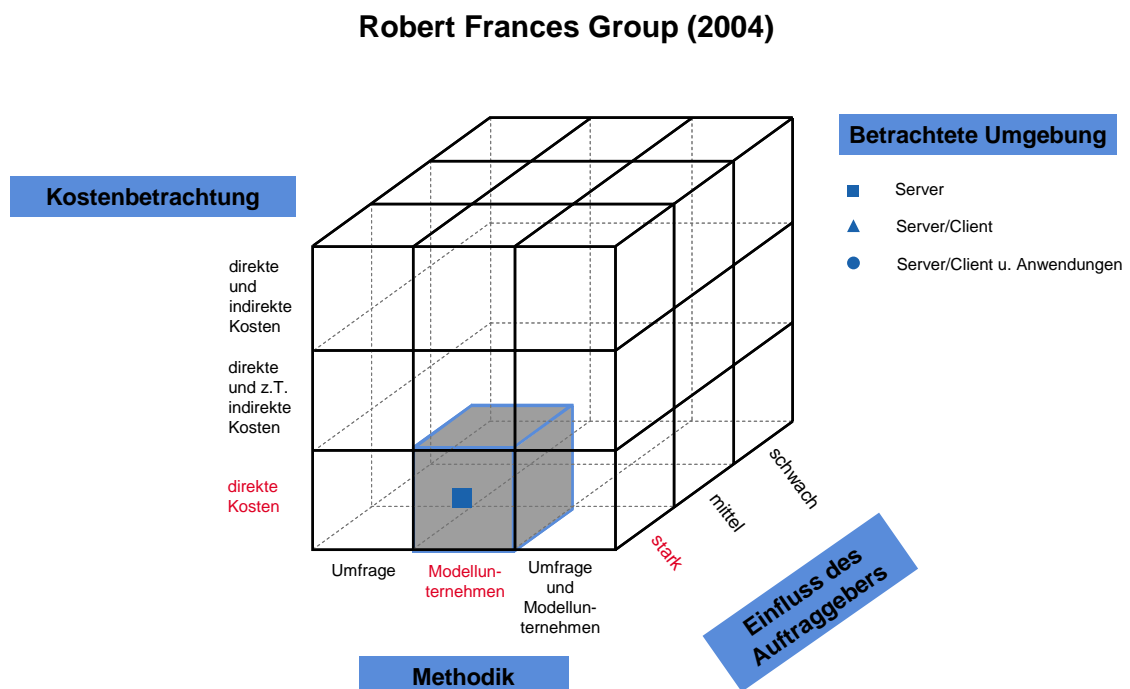 Robert Frances Group (2004)
Betrachtete Umgebung
Server
Server/Client
Server/Client u. Anwendungen
Kostenbetrachtung
direkte
und
indirekte
Kosten
direkte
und z.T.
indirekte
Kosten
direkte
Kosten
Umfrage
Modellun-
ternehmen
Umfrage
und
Modellun-
ternehmen
stark
mittel
schwach
Einfluss des
Auftraggebers
Methodik